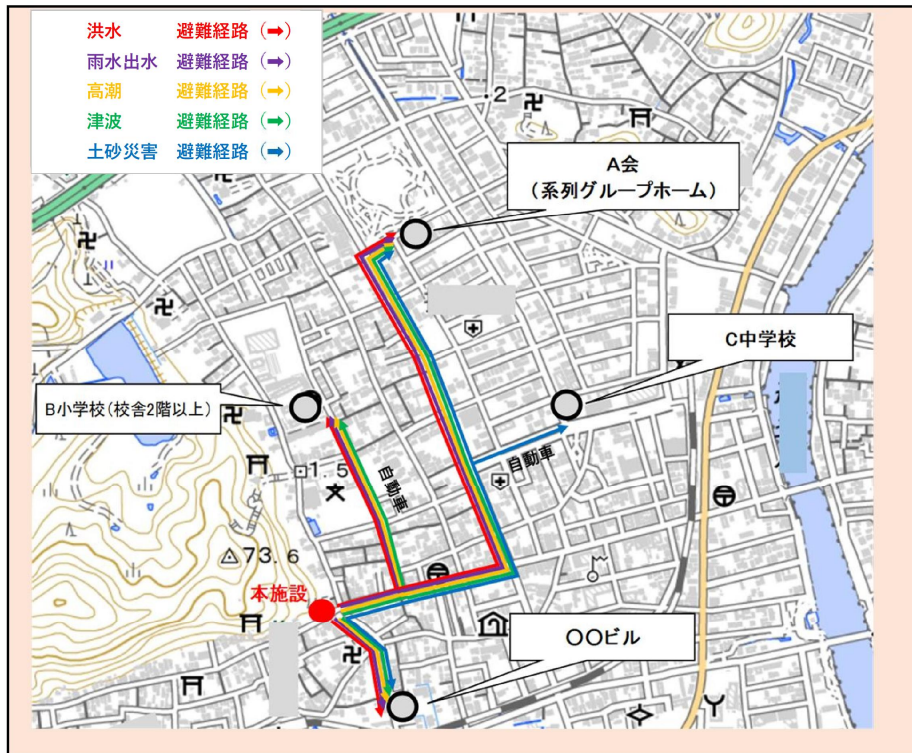 洪水 避難経路（➡）
雨水出水 避難経路（➡）
高潮 避難経路（➡）
津波 避難経路（➡）
土砂災害 避難経路（➡）
.2
A会
（系列グループホーム）
C中学校
B小学校（校舎2階以上）
1.5
自動車
自動車
73.6
本施設
〇〇ビル